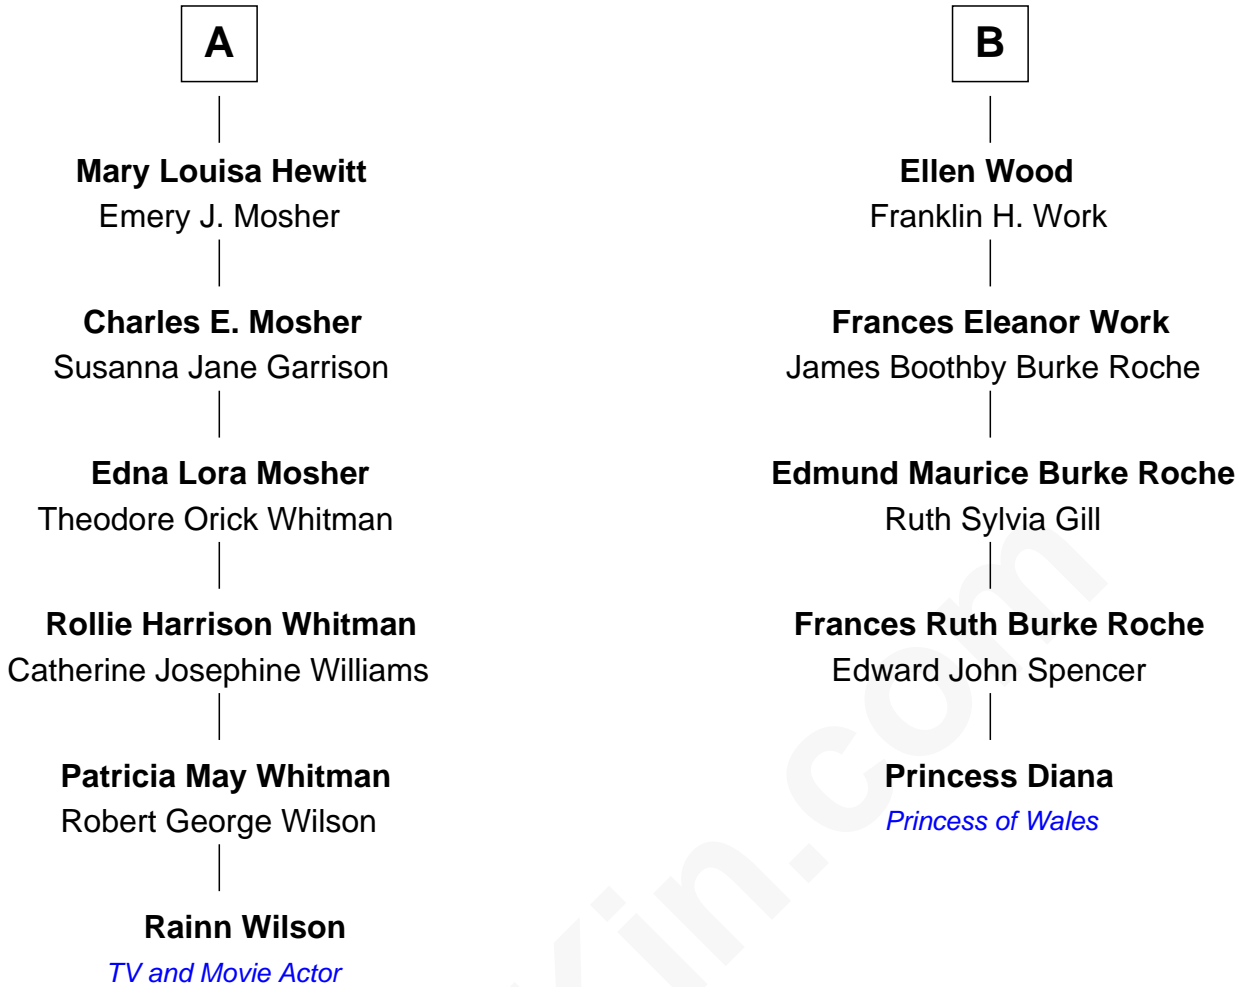 A
Mary Louisa Hewitt
Emery J. Mosher
Charles E. Mosher
Susanna Jane Garrison
Edna Lora Mosher
Theodore Orick Whitman
Rollie Harrison Whitman
Catherine Josephine Williams
Patricia May Whitman
Robert George Wilson
Rainn Wilson
TV and Movie Actor
B
Ellen Wood
Franklin H. Work
Frances Eleanor Work
James Boothby Burke Roche
Edmund Maurice Burke Roche
Ruth Sylvia Gill
Frances Ruth Burke Roche
Edward John Spencer
Princess Diana
Princess of Wales
Kin.com